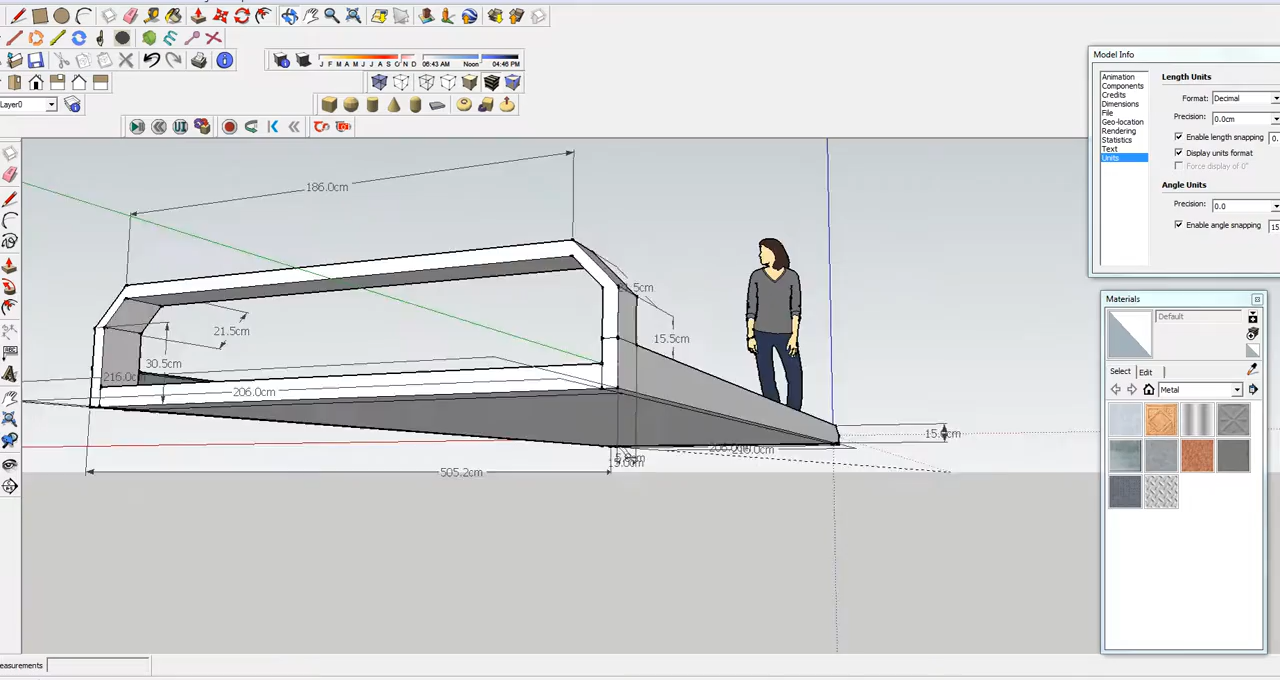 J F M A M J J A S O N D
06:43 AM Noon 04:46 PM
Layer0
Model Info
Animation
Components
Credits
Dimensions
File
Geo-location
Rendering
Statistics
Text
Units
Length Units
Format: Decimal
Precision: 0.0cm
Enable length snapping 0.
Display units format
Force display of 0"
Angle Units
Precision: 0.0
Enable angle snapping 15
Materials
Default
Select Edit
Metal
186.0cm
21.5cm
15.5cm
21.5cm
30.5cm
216.0cm
206.0cm
505.2cm
easurements